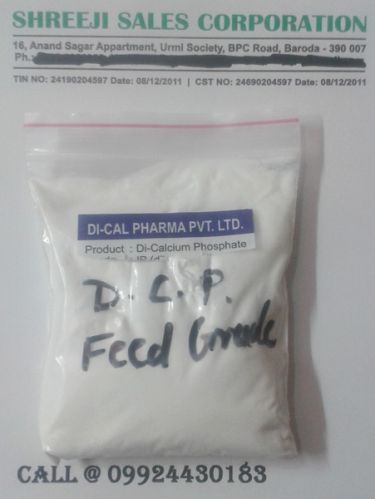 SHREEJI SALES CORPORATION
16, Anand Sagar Appartment, Urmi Society, BPC Road, Baroda - 390 007
Ph.:
TIN NO: 24190204597 Date: 08/12/2011 | CST NO: 24690204597 Date: 08/12/2011
DI-CAL PHARMA PVT. LTD.
Product : Di-Calcium Phosphate
D. C. P.
Feed Grade
CALL @ 09924430183